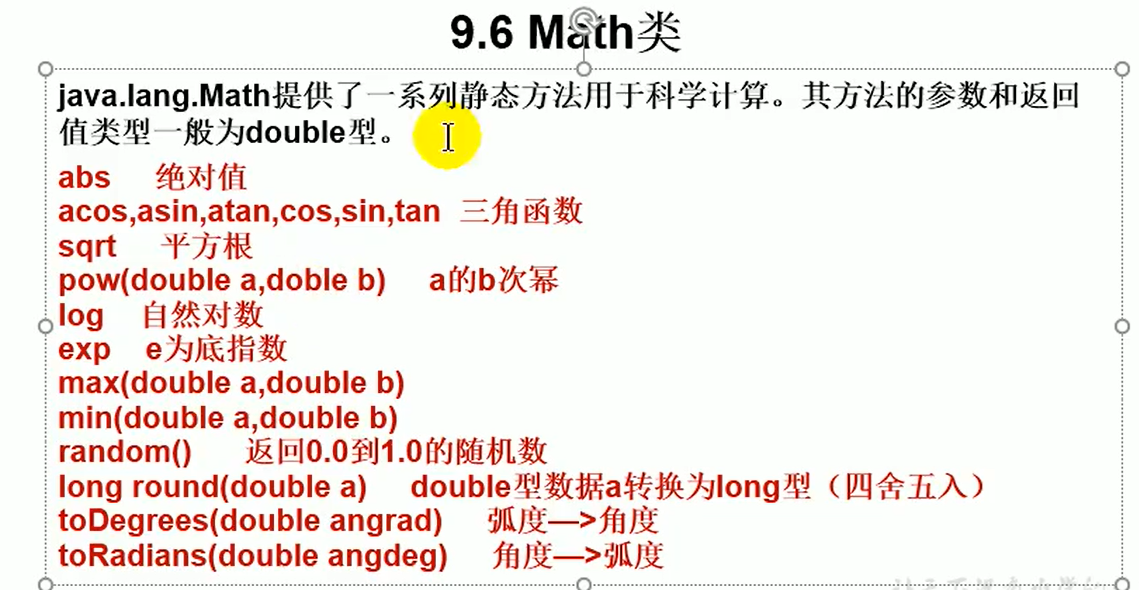 9.6 Math类
java.lang.Math提供了一系列静态方法用于科学计算。其方法的参数和返回
值类型一般为double型。
abs 绝对值
acos,asin,atan,cos,sin,tan 三角函数
sqrt 平方根
pow(double a,doble b) a的b次幂
log 自然对数
exp e为底指数
max(double a,double b)
min(double a,double b)
random() 返回0.0到1.0的随机数
long round(double a) double型数据a转换为long型（四舍五入）
toDegrees(double angrad) 弧度—>角度
toRadians(double angdeg) 角度—>弧度